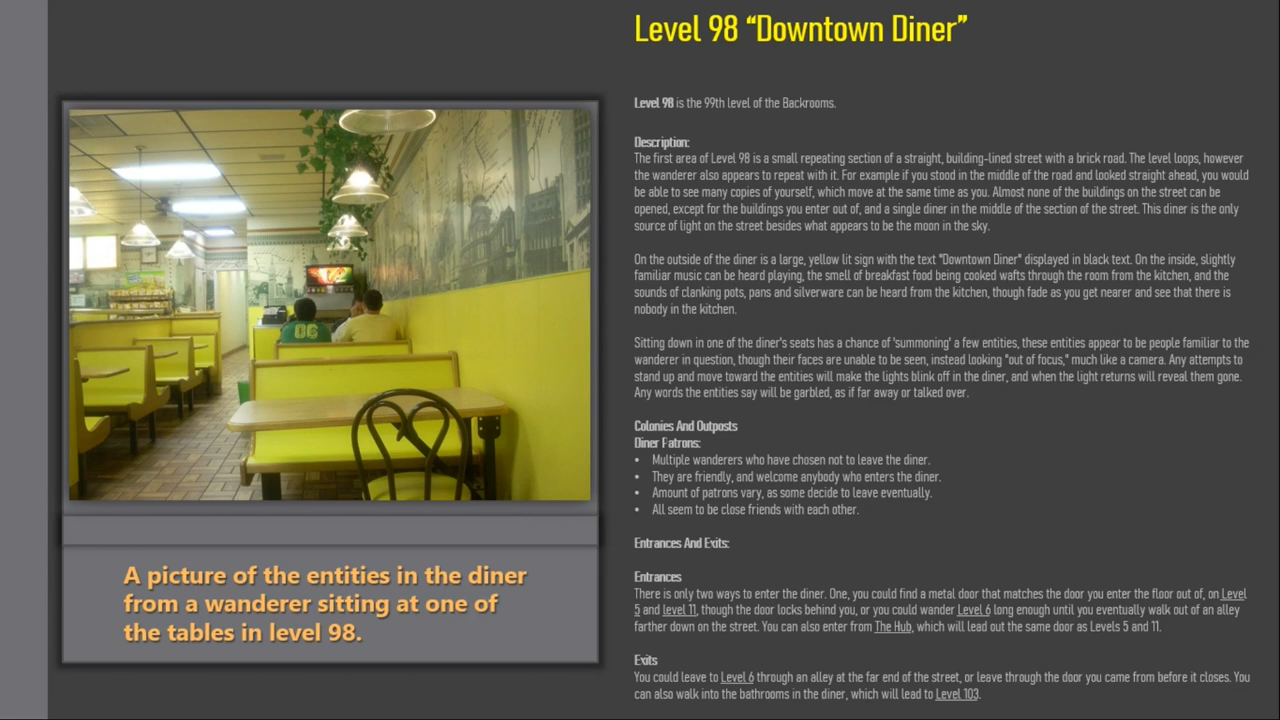 Level 98 “Downtown Diner”
Level 98 is the 99th level of the Backrooms.
Description:
The first area of Level 98 is a small repeating section of a straight, building-lined street with a brick road. The level loops, however
the wanderer also appears to repeat with it. For example if you stood in the middle of the road and looked straight ahead, you would
be able to see many copies of yourself, which move at the same time as you. Almost none of the buildings on the street can be
opened, except for the buildings you enter out of, and a single diner in the middle of the section of the street. This diner is the only
source of light on the street besides what appears to be the moon in the sky.
On the outside of the diner is a large, yellow lit sign with the text "Downtown Diner" displayed in black text. On the inside, slightly
familiar music can be heard playing, the smell of breakfast food being cooked wafts through the room from the kitchen, and the
sounds of clanking pots, pans and silverware can be heard from the kitchen, though fade as you get nearer and see that there is
nobody in the kitchen.
Sitting down in one of the diner's seats has a chance of 'summoning' a few entities, these entities appear to be people familiar to the
wanderer in question, though their faces are unable to be seen, instead looking "out of focus," much like a camera. Any attempts to
stand up and move toward the entities will make the lights blink off in the diner, and when the light returns will reveal them gone.
Any words the entities say will be garbled, as if far away or talked over.
Colonies And Outposts
Diner Patrons:
• Multiple wanderers who have chosen not to leave the diner.
• They are friendly, and welcome anybody who enters the diner.
• Amount of patrons vary, as some decide to leave eventually.
• All seem to be close friends with each other.
Entrances And Exits:
Entrances
There is only two ways to enter the diner. One, you could find a metal door that matches the door you enter the floor out of, on Level
5 and level 11, though the door locks behind you, or you could wander Level 6 long enough until you eventually walk out of an alley
farther down on the street. You can also enter from The Hub, which will lead out the same door as Levels 5 and 11.
Exits
You could leave to Level 6 through an alley at the far end of the street, or leave through the door you came from before it closes. You
can also walk into the bathrooms in the diner, which will lead to Level 103.
A picture of the entities in the diner
from a wanderer sitting at one of
the tables in level 98.